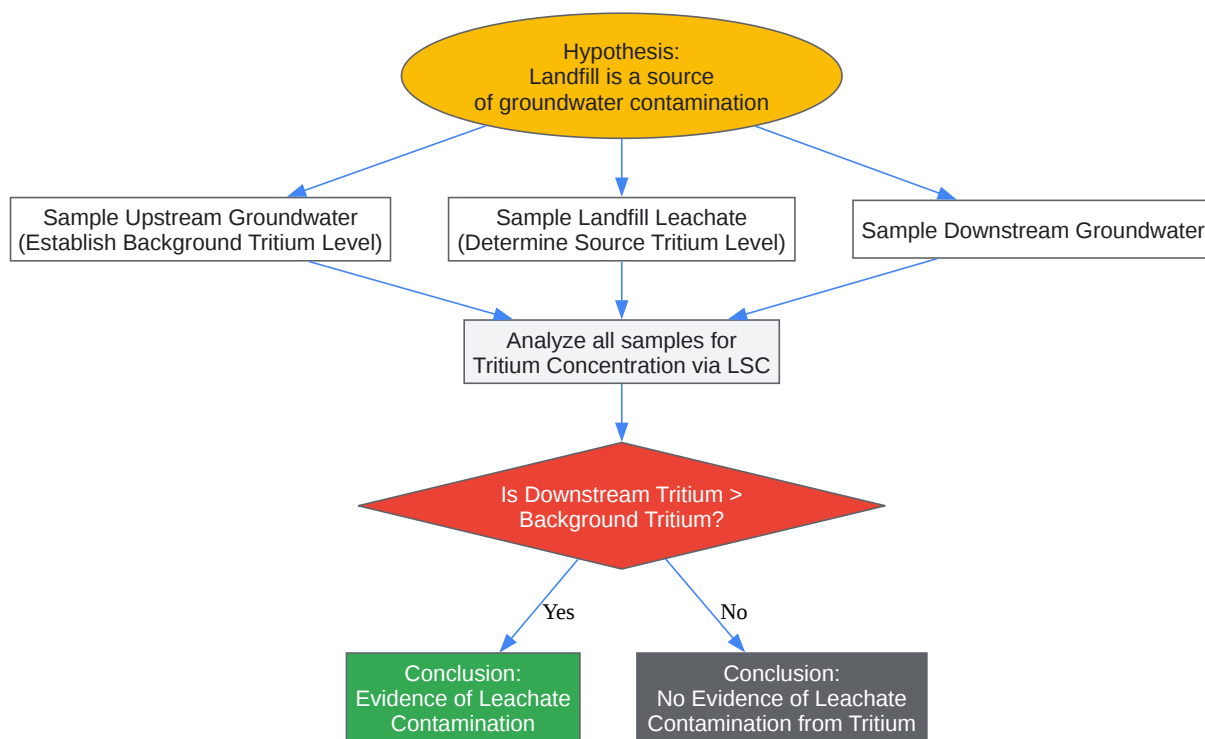 Hypothesis:
Landfill is a source
of groundwater contamination
Sample Upstream Groundwater
(Establish Background Tritium Level)
Sample Landfill Leachate
(Determine Source Tritium Level)
Sample Downstream Groundwater
Analyze all samples for
Tritium Concentration via LSC
Is Downstream Tritium >
Background Tritium?
Yes
No
Conclusion:
Evidence of Leachate
Contamination
Conclusion:
No Evidence of Leachate
Contamination from Tritium